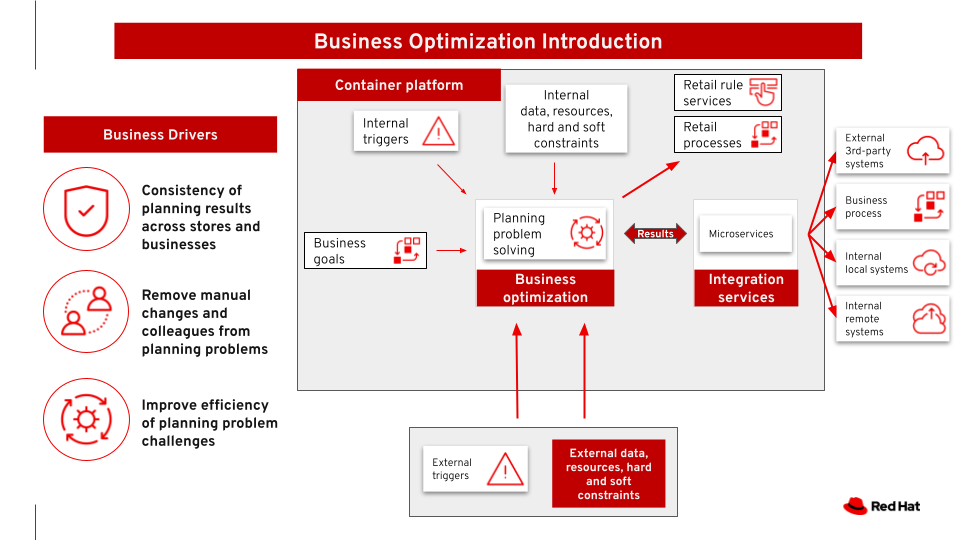 Business Optimization Introduction
Business Drivers
Consistency of
planning results
across stores and
businesses
Remove manual
changes and
colleagues from
planning problems
Improve efficiency
of planning problem
challenges
Container platform
Internal
triggers
Internal
data, resources,
hard and soft
constraints
Retail rule
services
Retail
processes
Business
goals
Planning
problem
solving
Business
optimization
Results
Microservices
Integration
services
External
3rd-party
systems
Business
process
Internal
local systems
Internal
remote
systems
External
triggers
External data,
resources, hard
and soft
constraints
Red Hat